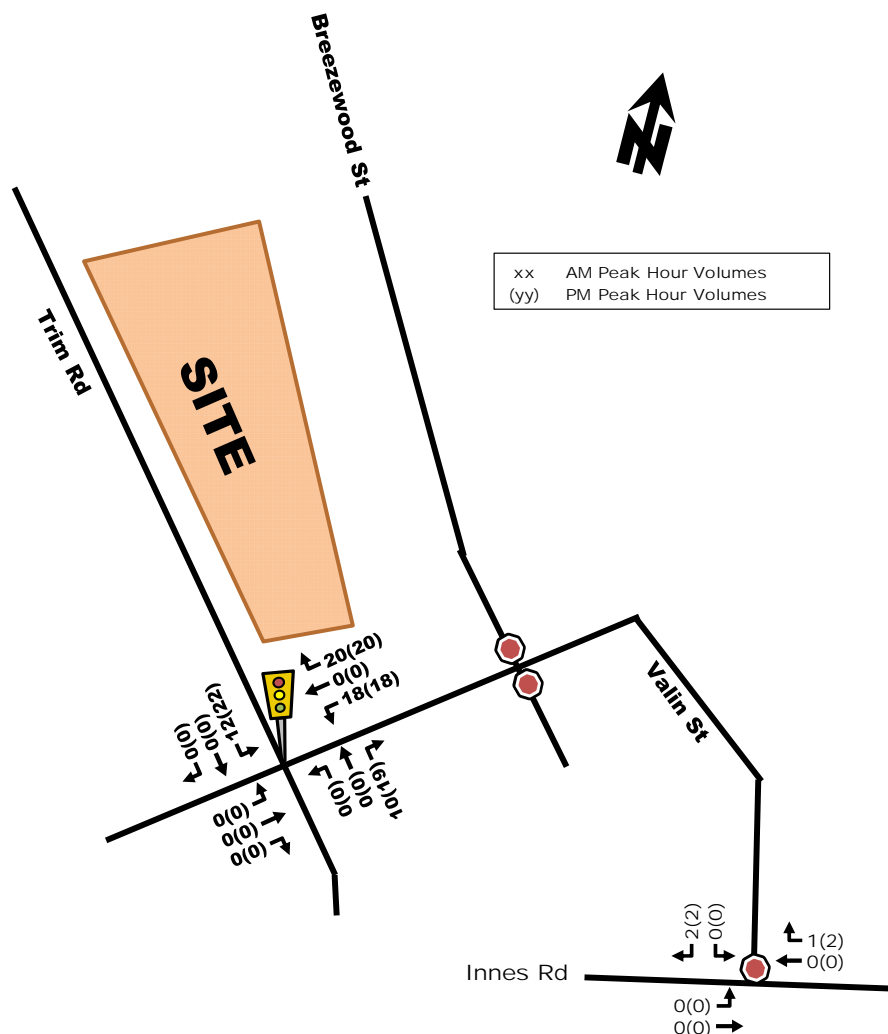 Breezewood St
N
xx AM Peak Hour Volumes
(yy) PM Peak Hour Volumes
Trim Rd
SITE
20(20)
0(0)
18(18)
0(0)
0(0)
12(22)
Valin St
0(0)
0(0)
10(19)
0(0)
0(0)
0(0)
2(2)
0(0)
1(2)
0(0)
Innes Rd
0(0)
0(0)